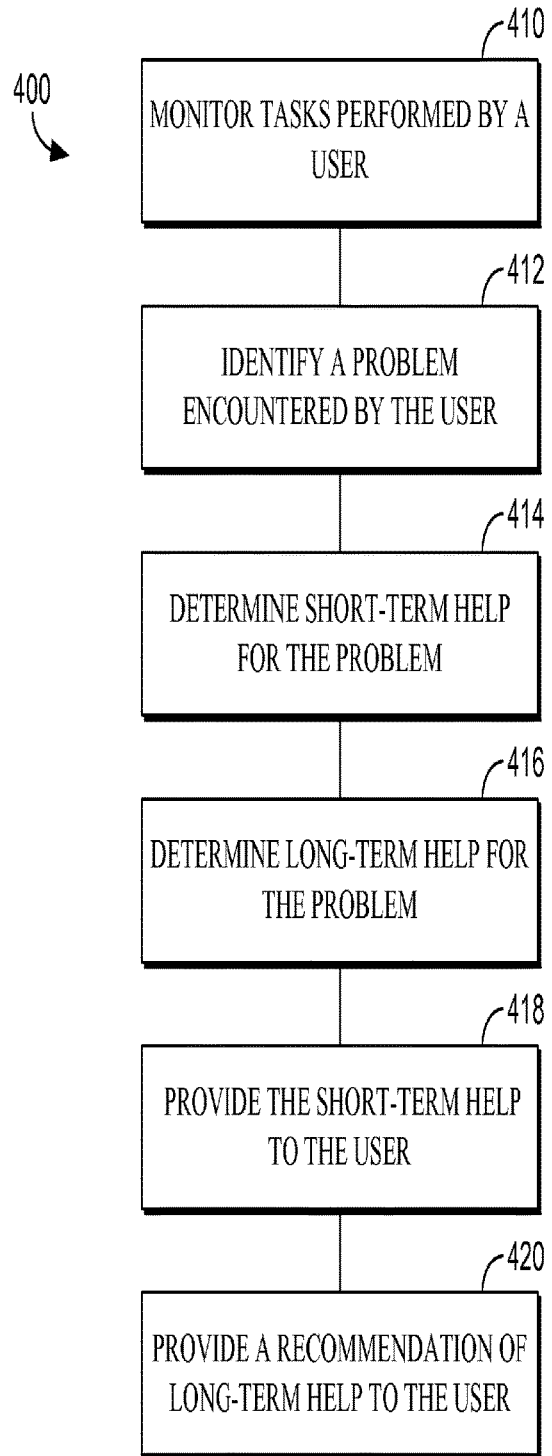 400
410
MONITOR TASKS PERFORMED BY A
USER
412
IDENTIFY A PROBLEM
ENCOUNTERED BY THE USER
414
DETERMINE SHORT-TERM HELP
FOR THE PROBLEM
416
DETERMINE LONG-TERM HELP FOR
THE PROBLEM
418
PROVIDE THE SHORT-TERM HELP
TO THE USER
420
PROVIDE A RECOMMENDATION OF
LONG-TERM HELP TO THE USER